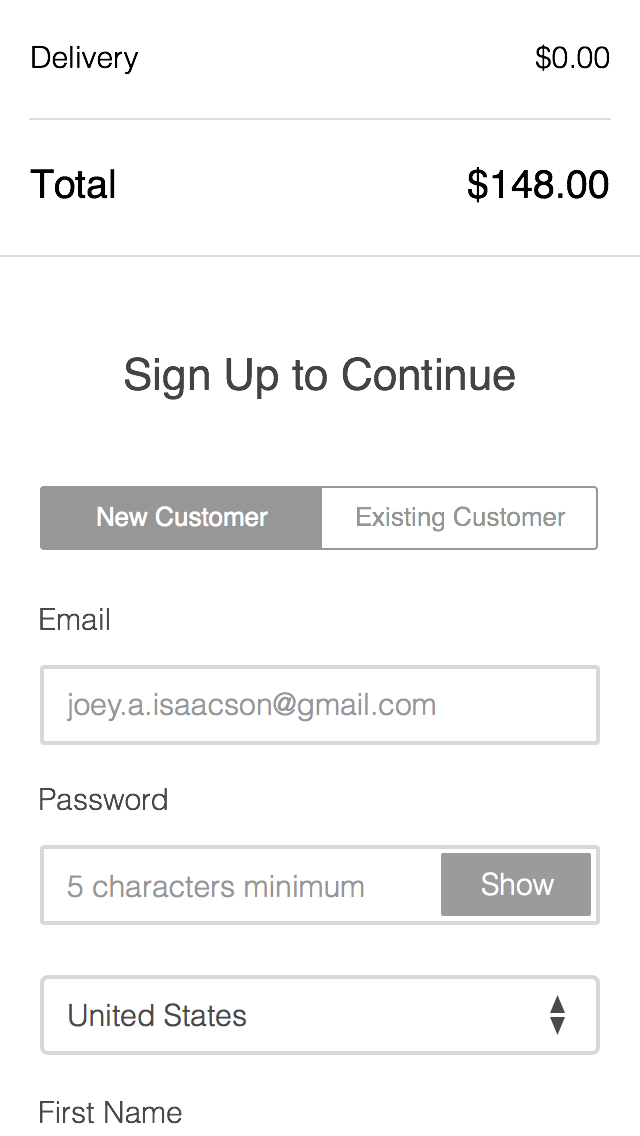 Delivery $0.00
Total $148.00
Sign Up to Continue
New Customer Existing Customer
Email
joey.a.isaacson@gmail.com
Password
5 characters minimum Show
United States
First Name